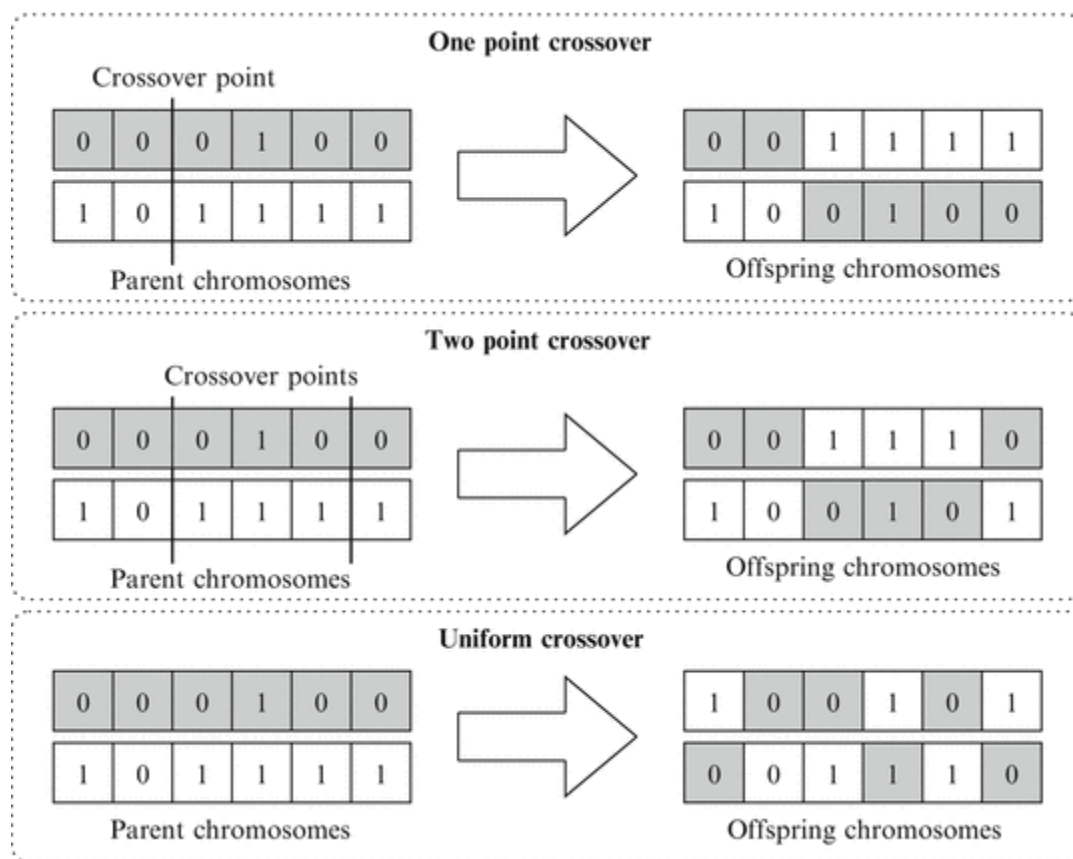 One point crossover
Crossover point
0 0 0 1 0 0
1 0 1 1 1 1
Parent chromosomes
0 0 1 1 1 1
1 0 0 1 0 0
Offspring chromosomes
Two point crossover
Crossover points
0 0 0 1 0 0
1 0 1 1 1 1
Parent chromosomes
0 0 1 1 1 0
1 0 0 1 0 1
Offspring chromosomes
Uniform crossover
0 0 0 1 0 0
1 0 1 1 1 1
Parent chromosomes
1 0 0 1 0 1
0 0 1 1 1 0
Offspring chromosomes